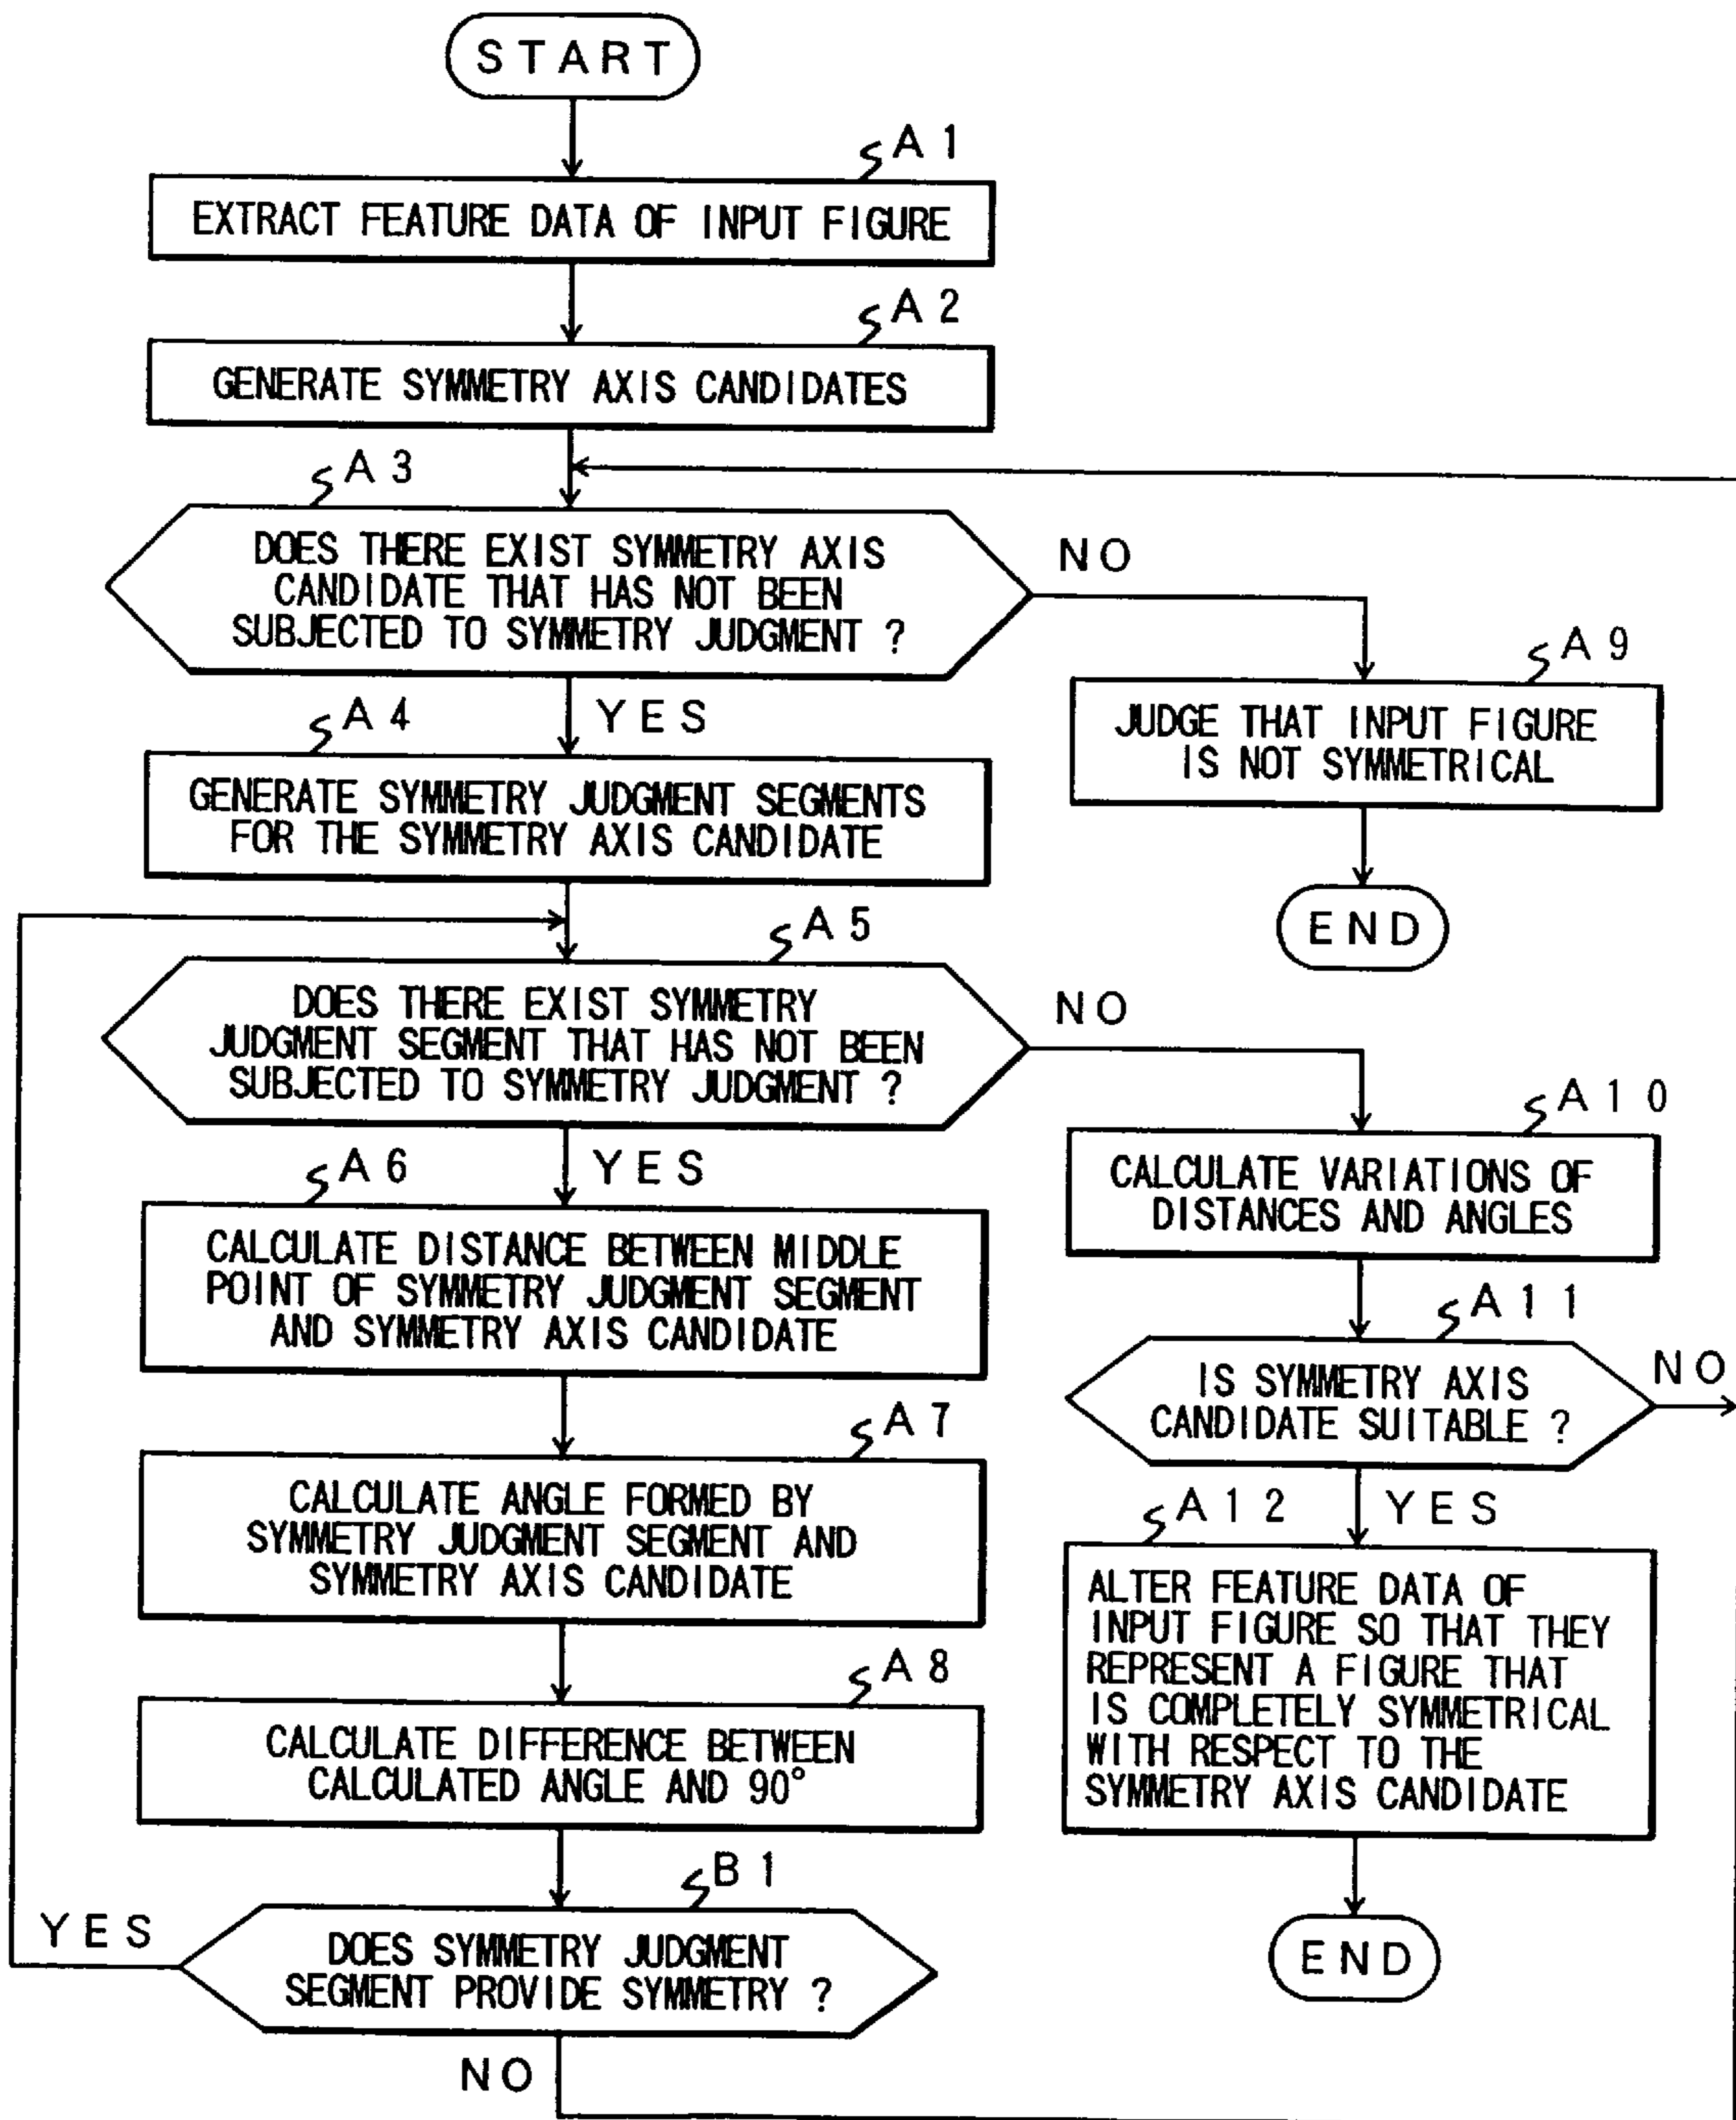 START
A1
EXTRACT FEATURE DATA OF INPUT FIGURE
A2
GENERATE SYMMETRY AXIS CANDIDATES
A3
DOES THERE EXIST SYMMETRY AXIS
CANDIDATE THAT HAS NOT BEEN
SUBJECTED TO SYMMETRY JUDGMENT ?
NO
YES
A9
JUDGE THAT INPUT FIGURE
IS NOT SYMMETRICAL
END
A4
GENERATE SYMMETRY JUDGMENT SEGMENTS
FOR THE SYMMETRY AXIS CANDIDATE
A5
DOES THERE EXIST SYMMETRY
JUDGMENT SEGMENT THAT HAS NOT BEEN
SUBJECTED TO SYMMETRY JUDGMENT ?
NO
YES
A10
CALCULATE VARIATIONS OF
DISTANCES AND ANGLES
A11
IS SYMMETRY AXIS
CANDIDATE SUITABLE ?
NO
YES
A12
ALTER FEATURE DATA OF
INPUT FIGURE SO THAT THEY
REPRESENT A FIGURE THAT
IS COMPLETELY SYMMETRICAL
WITH RESPECT TO THE
SYMMETRY AXIS CANDIDATE
END
A6
CALCULATE DISTANCE BETWEEN MIDDLE
POINT OF SYMMETRY JUDGMENT SEGMENT
AND SYMMETRY AXIS CANDIDATE
A7
CALCULATE ANGLE FORMED BY
SYMMETRY JUDGMENT SEGMENT AND
SYMMETRY AXIS CANDIDATE
A8
CALCULATE DIFFERENCE BETWEEN
CALCULATED ANGLE AND 90°
B1
DOES SYMMETRY JUDGMENT
SEGMENT PROVIDE SYMMETRY ?
YES
NO